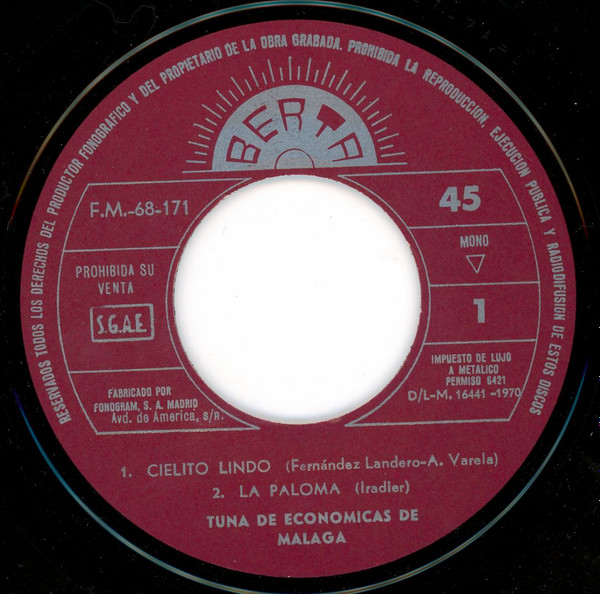 RESERVADOS TODOS LOS DERECHOS DEL PRODUCTOR FONOGRAFICO Y DEL PROPIETARIO DE LA OBRA GRABADA. PROHIBIDA LA REPRODUCCION, EJECUCION PUBLICA Y RADIODIFUSION DE ESTOS DISCOS
BERTA
F.M.-68-171
45
PROHIBIDA SU
VENTA
S.G.A.E.
MONO
1
FABRICADO POR
FONOGRAM, S. A. MADRID
Avd. de America, s/n.
IMPUESTO DE LUJO
A METALICO
PERMISO 6421
D/L-M. 16441 -1970
1. CIELITO LINDO (Fernández Landero-A. Varela)
2. LA PALOMA (Iradier)
TUNA DE ECONOMICAS DE
MALAGA